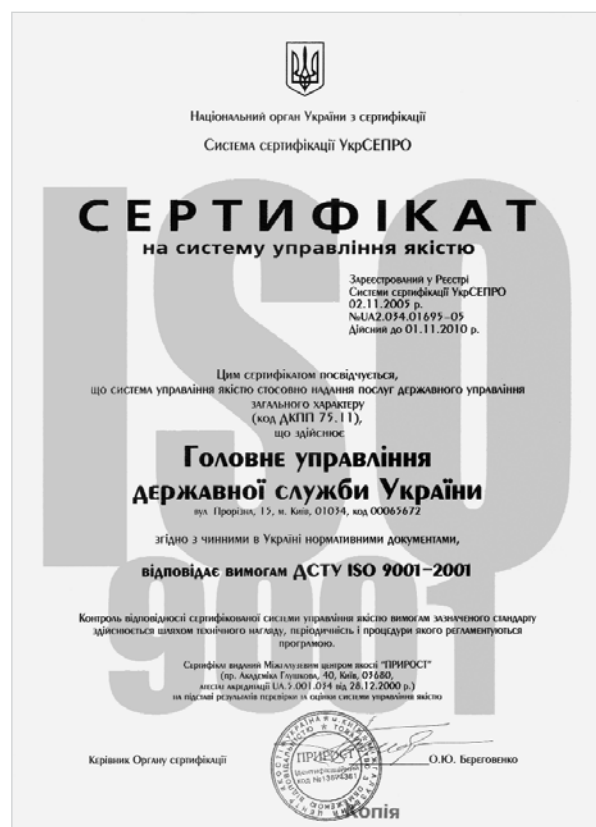 Національний орган України з сертифікації
Система сертифікації УкрСЕПРО
ISO
9001
СЕРТИФІКАТ
на систему управління якістю
Зареєстрований у Реєстрі
Системи сертифікації УкрСЕПРО
02.11.2005 р.
№UA2.034.01695-05
Дійсний до 01.11.2010 р.
Цим сертифікатом посвідчується,
що система управління якістю стосовно надання послуг державного управління
загального характеру
(код ДКПП 75.11),
що здійснює
Головне управління
державної служби України
вул. Прорізна, 15, м. Київ, 01034, код 00065672
згідно з чинними в Україні нормативними документами,
відповідає вимогам ДСТУ ISO 9001-2001
Контроль відповідності сертифікованої системи управління якістю вимогам зазначеного стандарту
здійснюється шляхом технічного нагляду, періодичність і процедури якого регламентуються
програмою.
Сертифікат виданий Міжгалузевим центром якості "ПРИРОСТ"
(пр. Академіка Глушкова, 40, Київ, 03680,
атестат акредитації UA.5.001.034 від 28.12.2000 р.)
на підставі результатів перевірки та оцінки системи управління якістю
Керівник Органу сертифікації
О.Ю. Береговенко
ПРИРОСТ
Ідентифікаційний
код
Копія